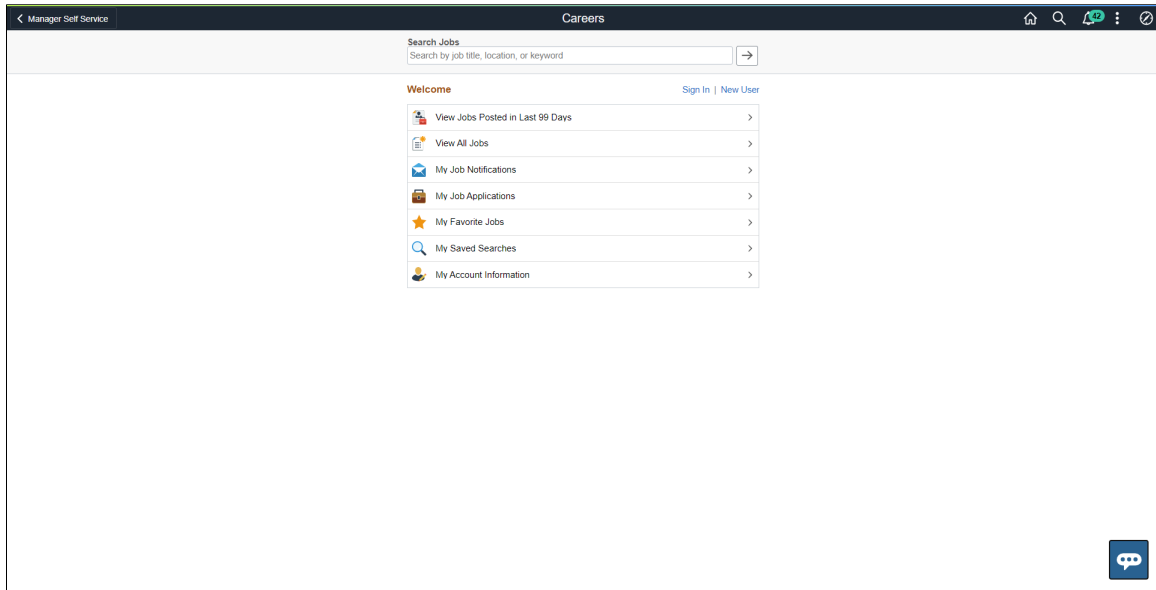 Manager Self Service
Careers
42
Search Jobs
Search by job title, location, or keyword
Welcome
Sign In | New User
View Jobs Posted in Last 99 Days
View All Jobs
My Job Notifications
My Job Applications
My Favorite Jobs
My Saved Searches
My Account Information